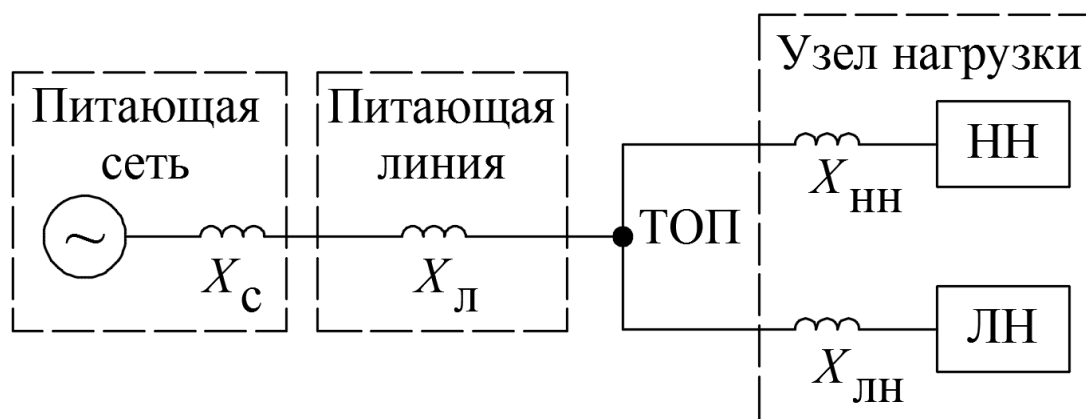 Питающая
сеть
~
X с
Питающая
линия
X л
ТОП
Узел нагрузки
X нн
НН
X лн
ЛН